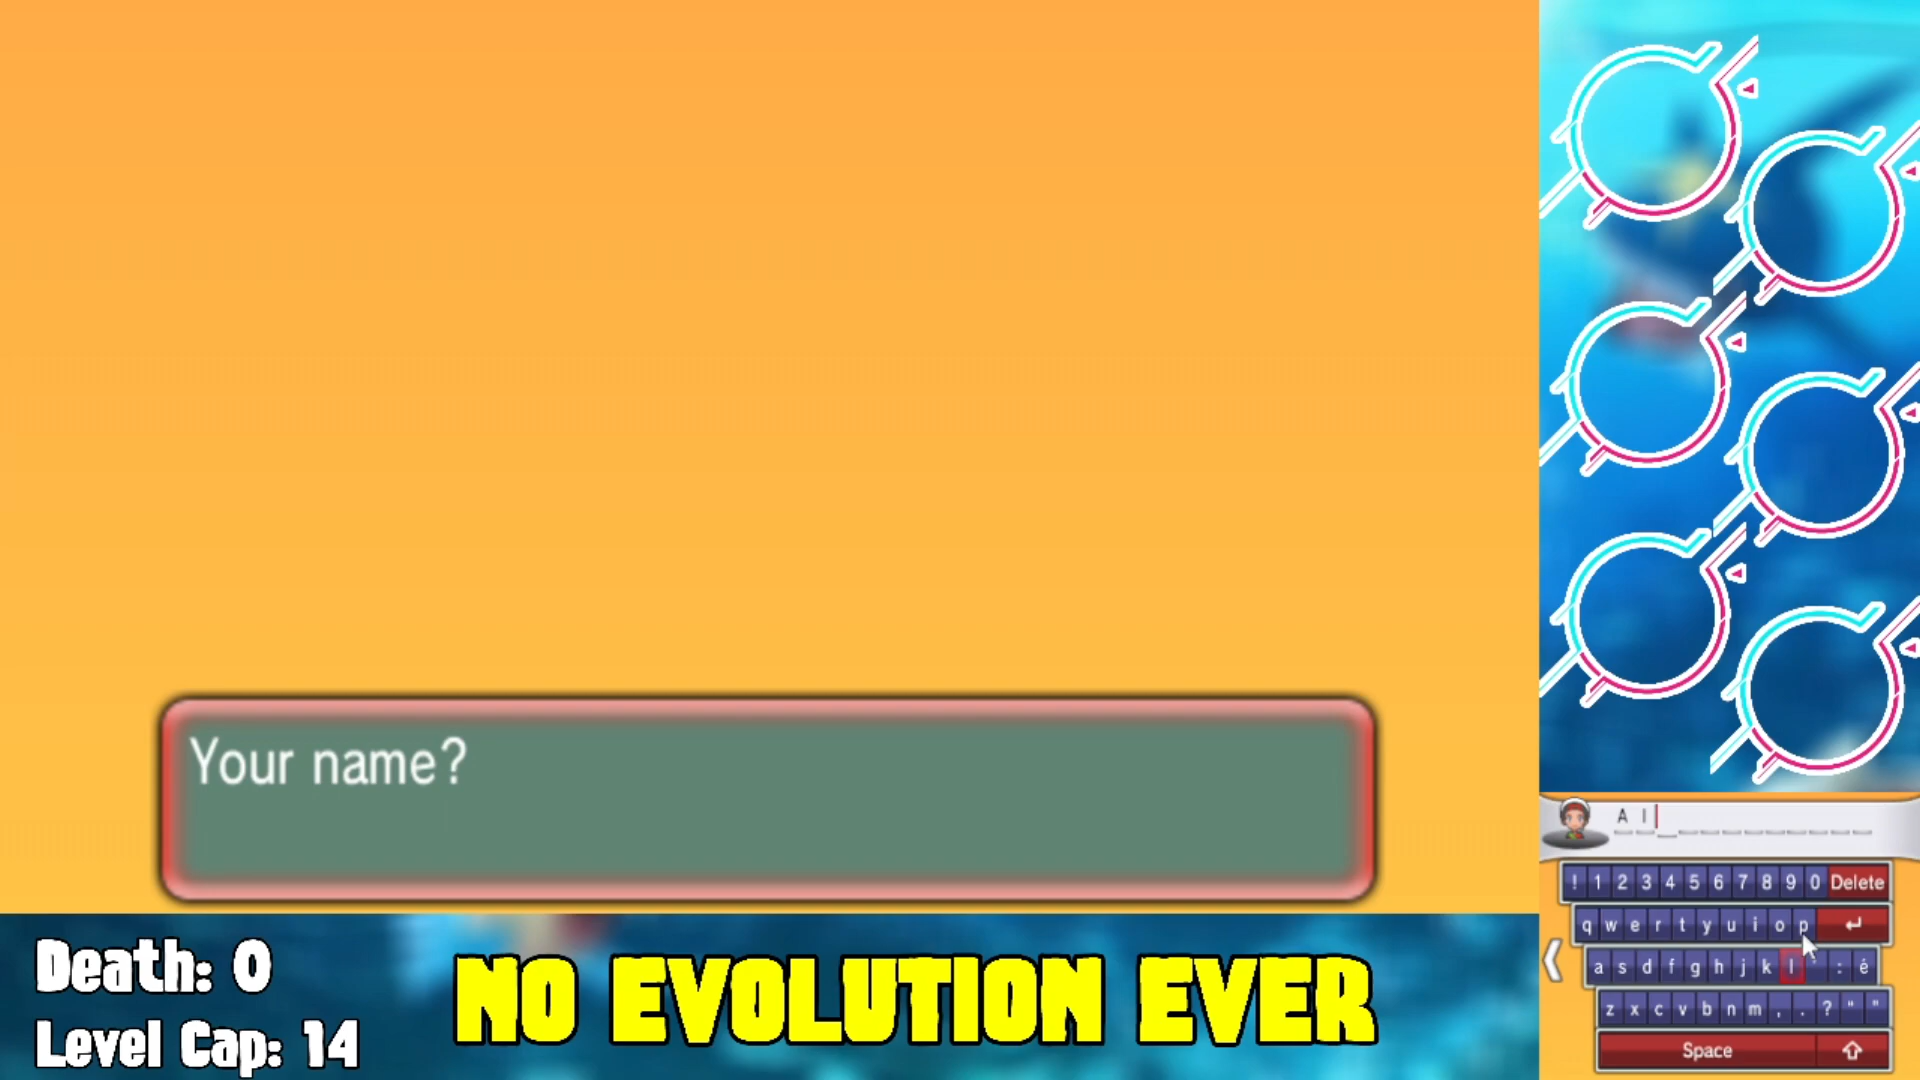 Your name?
A l
! 1 2 3 4 5 6 7 8 9 0 Delete
q w e r t y u i o p
a s d f g h j k l ' : é
z x c v b n m , . ? “ ”
Space
Death: 0
Level Cap: 14
NO EVOLUTION EVER